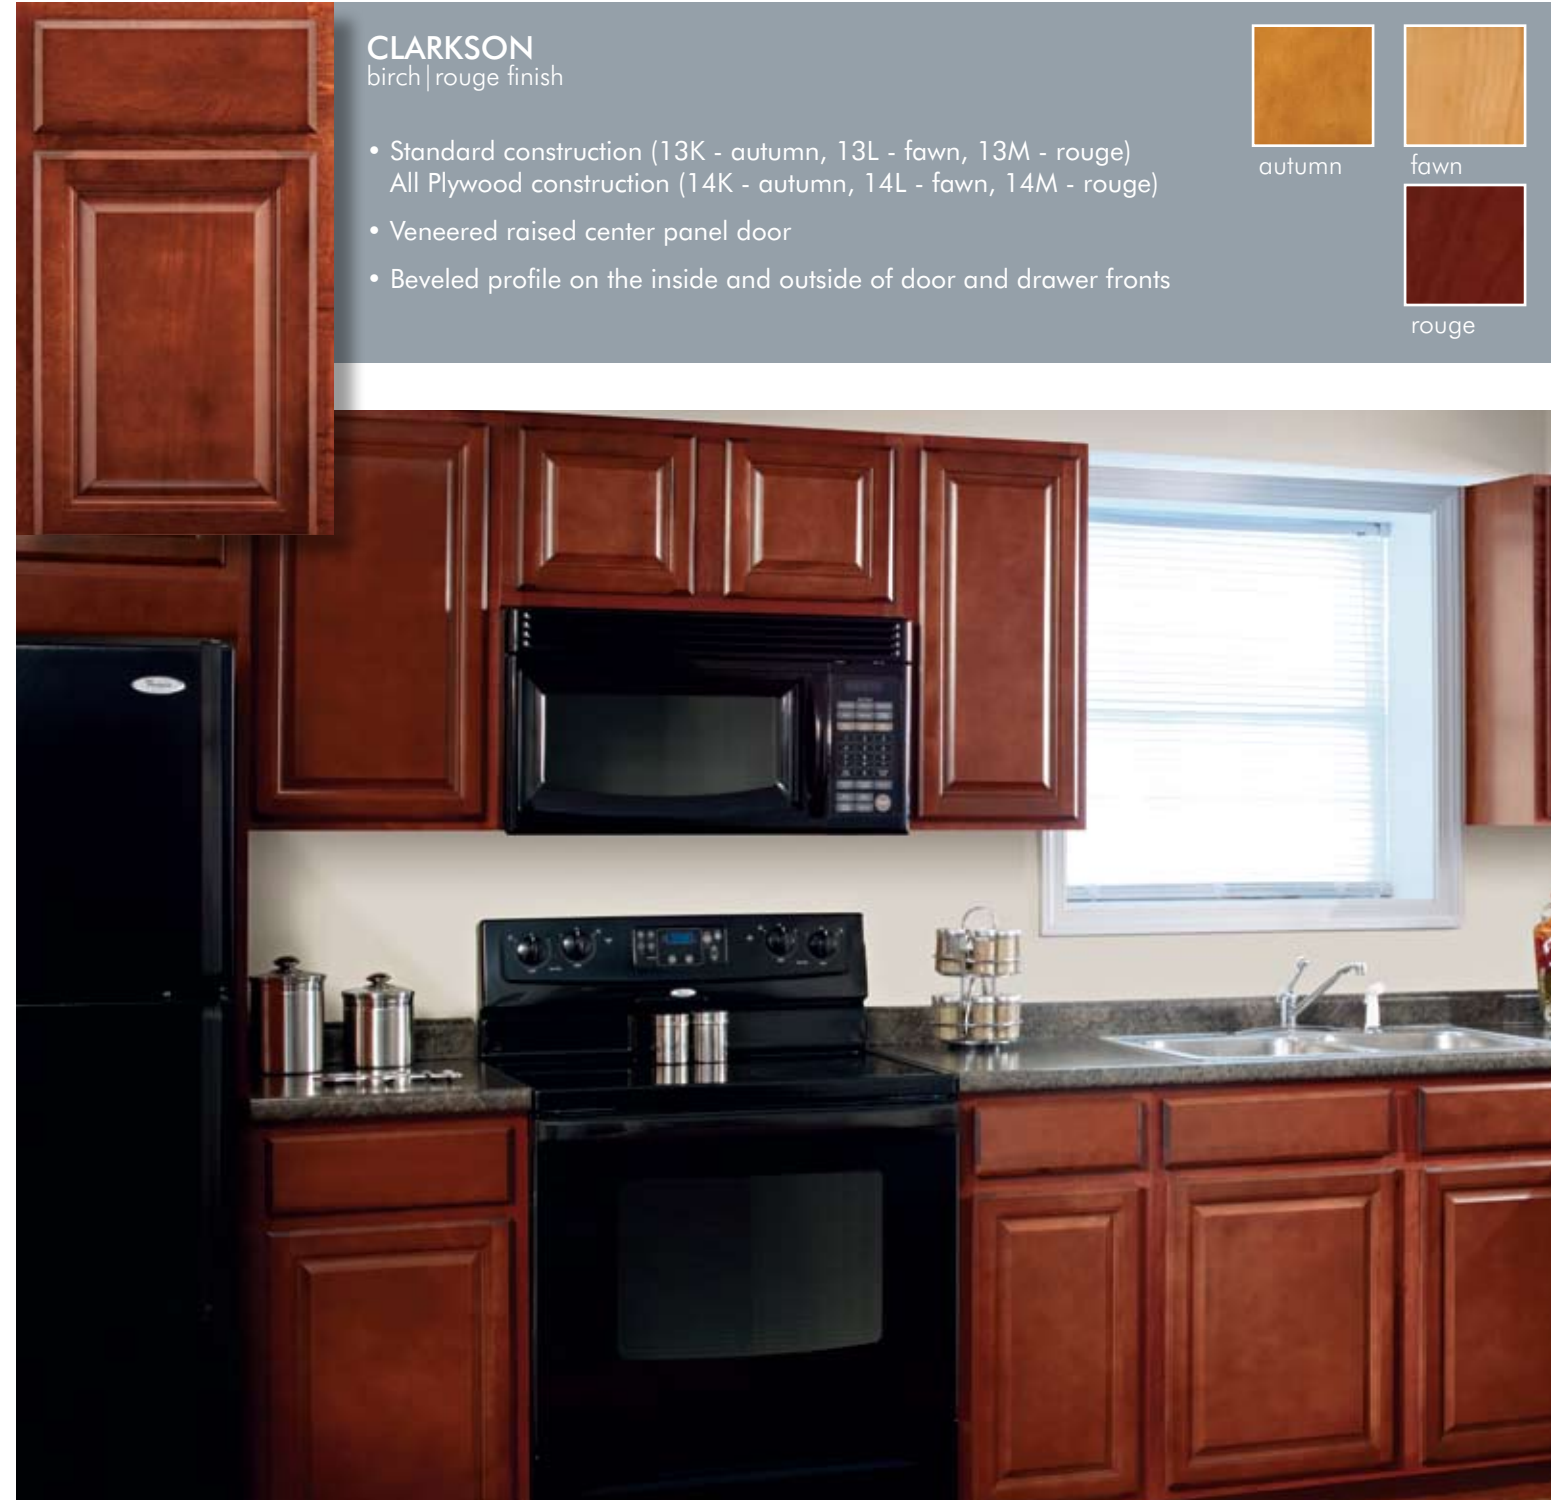 CLARKSON
birch|rouge finish
• Standard construction (13K - autumn, 13L - fawn, 13M - rouge)
All Plywood construction (14K - autumn, 14L - fawn, 14M - rouge)
• Veneered raised center panel door
• Beveled profile on the inside and outside of door and drawer fronts
autumn
fawn
rouge